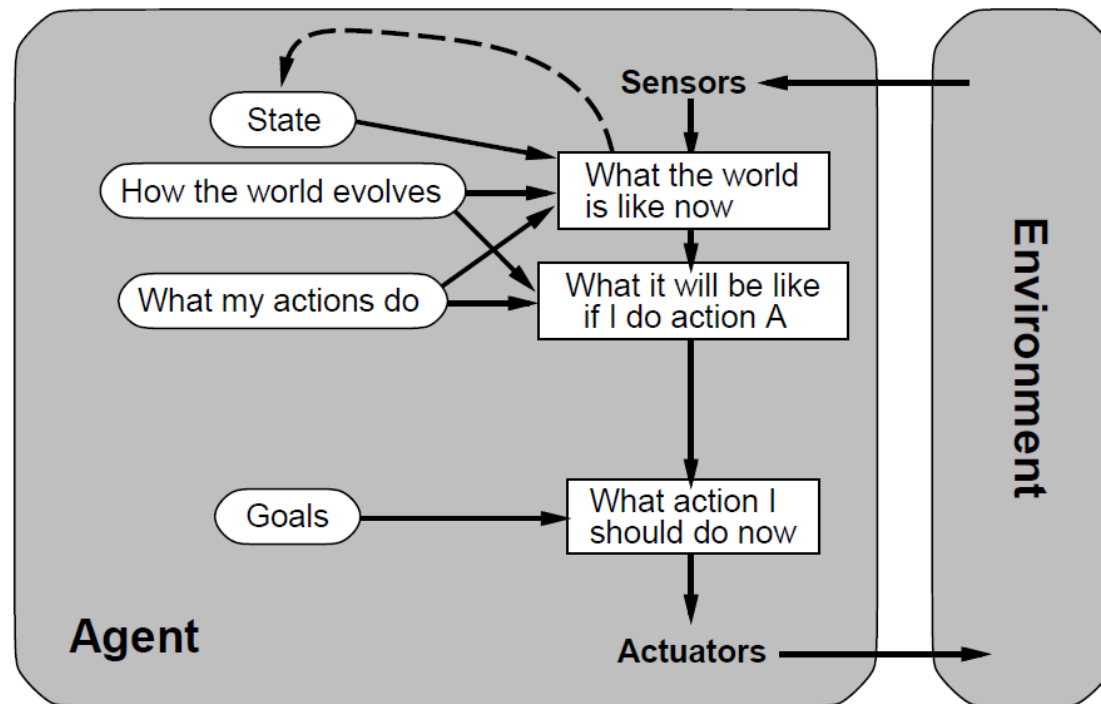 Sensors
State
What the world
is like now
How the world evolves
What it will be like
if I do action A
What my actions do
Environment
What action I
should do now
Goals
Agent
Actuators